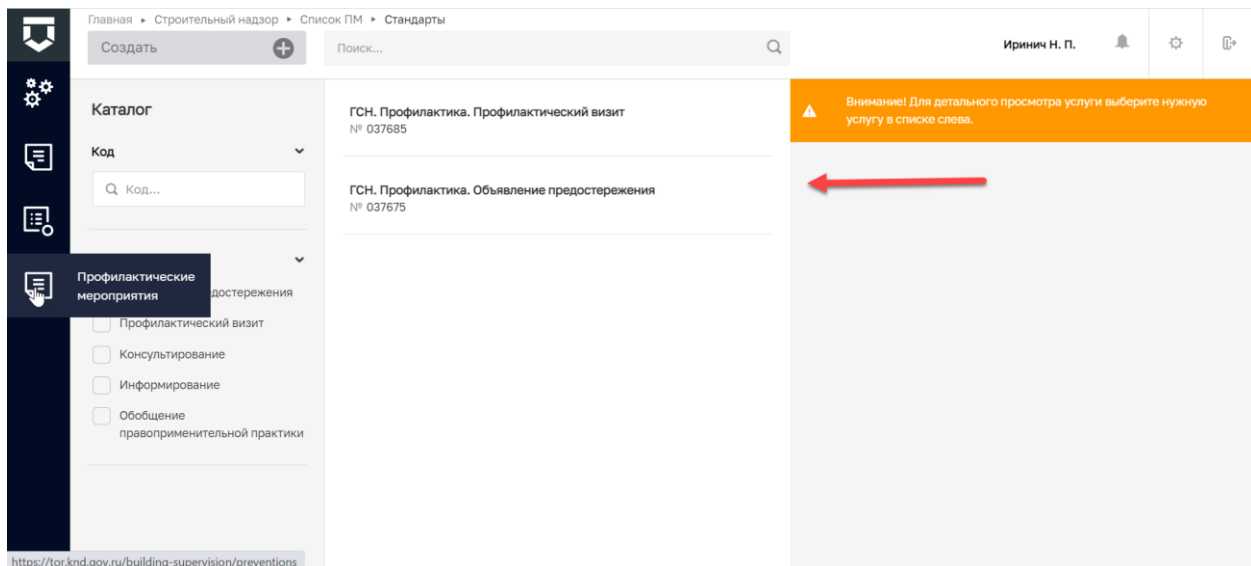 Главная ▸ Строительный надзор ▸ Список ПМ ▸ Стандарты
Создать
Поиск...
Иринич Н. П.
Каталог
Код
Код...
Профилактические
мероприятия
достережения
Профилактический визит
Консультирование
Информирование
Обобщение
правоприменительной практики
ГСН. Профилактика. Профилактический визит
№ 037685
ГСН. Профилактика. Объявление предостережения
№ 037675
Внимание! Для детального просмотра услуги выберите нужную
услугу в списке слева.
https://tor.knd.gov.ru/building-supervision/preventions